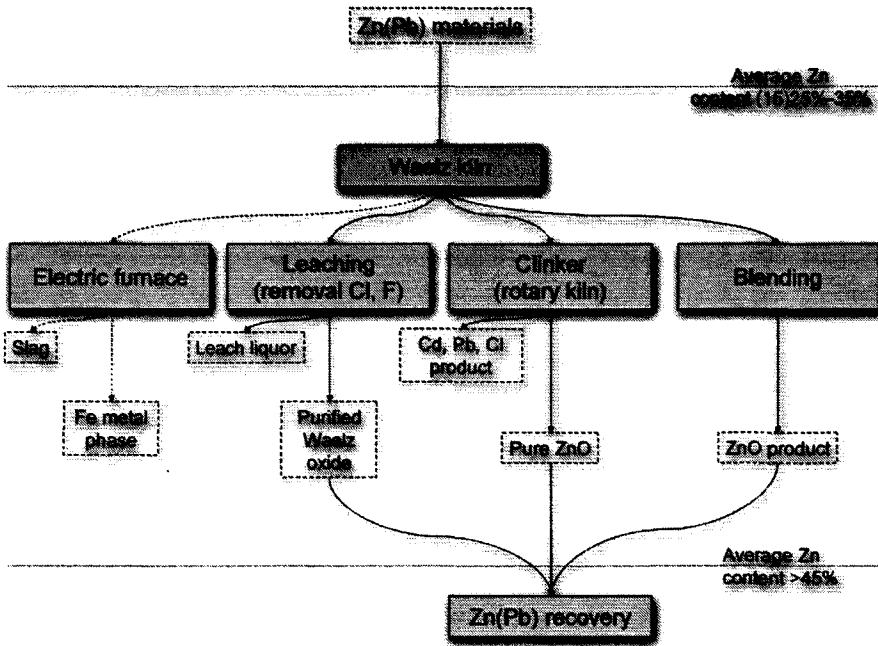 Zn(Pb) materials
Average Zn
content (15)25%-35%
Waelz kiln
Electric furnace
Leaching
(removal Cl, F)
Clinker
(rotary kiln)
Blending
Slag
Leach liquor
Cd, Pb, Cl
product
Fe metal
phase
Purified
Waelz
oxide
Pure ZnO
ZnO product
Average Zn
content >45%
Zn(Pb) recovery